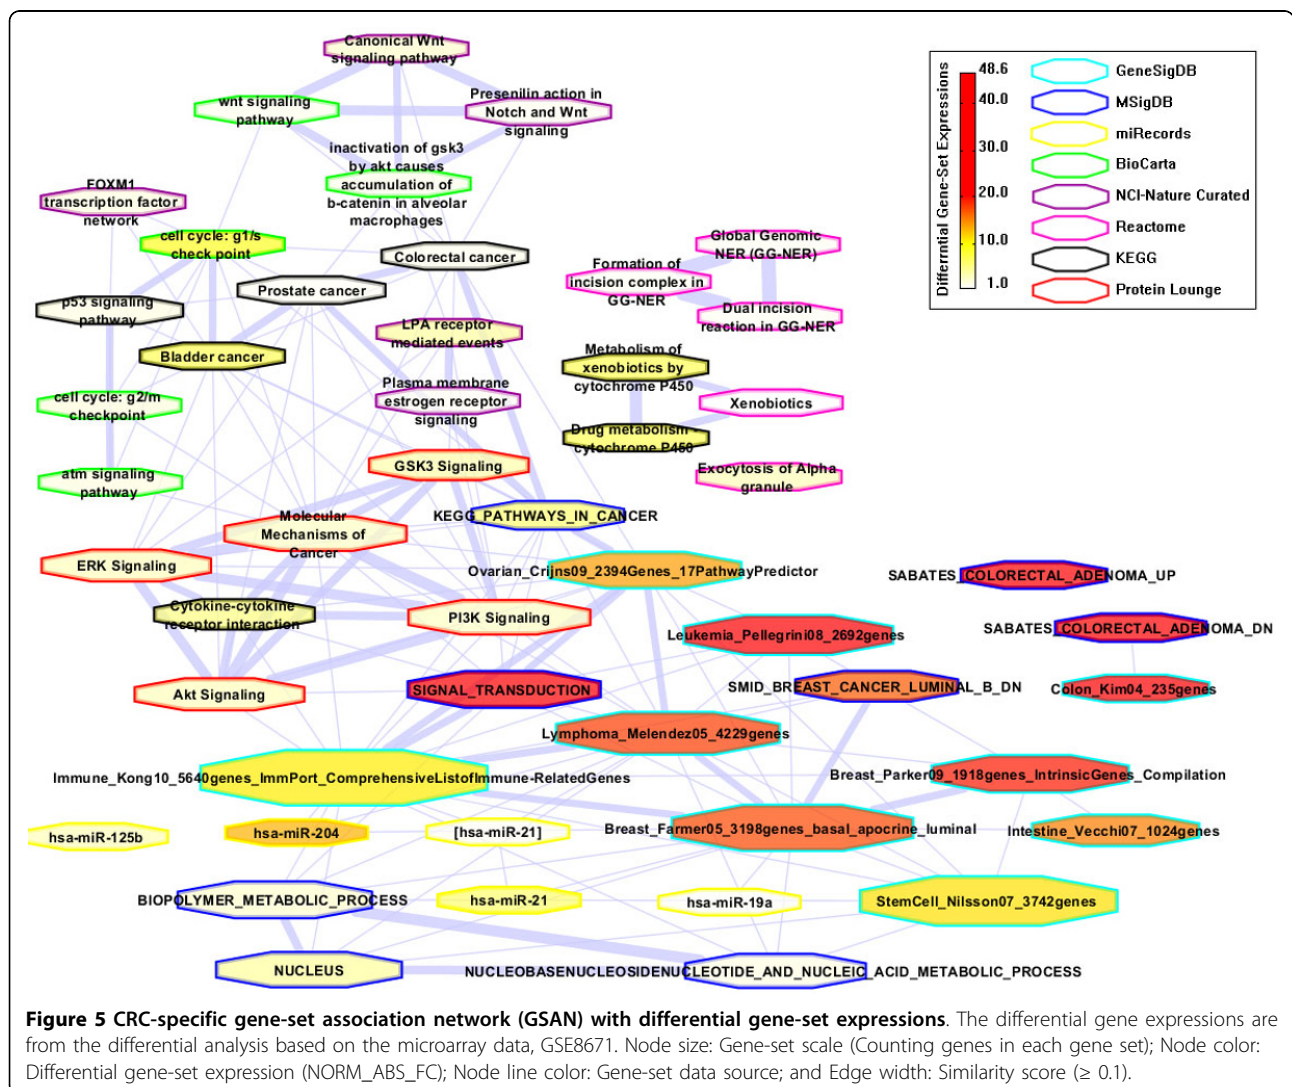 Canonical Wnt
signaling pathway
wnt signaling
pathway
Presenilin action in
Notch and Wnt
signaling
inactivation of gsk3
by akt causes
accumulation of
b-catenin in alveolar
macrophages
FOXM1
transcription factor
network
cell cycle: g1/s
check point
Colorectal cancer
Prostate cancer
p53 signaling
pathway
Bladder cancer
LPA receptor
mediated events
Plasma membrane
estrogen receptor
signaling
cell cycle: g2/m
checkpoint
atm signaling
pathway
GSK3 Signaling
Global Genomic
NER (GG-NER)
Formation of
incision complex in
GG-NER
Dual incision
reaction in GG-NER
Metabolism of
xenobiotics by
cytochrome P450
Xenobiotics
Drug metabolism -
cytochrome P450
Exocytosis of Alpha
granule
Differential Gene-Set Expressions
48.6
40.0
30.0
20.0
10.0
1.0
GeneSigDB
MSigDB
miRecords
BioCarta
NCI-Nature Curated
Reactome
KEGG
Protein Lounge
KEGG_PATHWAYS_IN_CANCER
Molecular
Mechanisms of
Cancer
ERK Signaling
Ovarian_Crijns09_2394Genes_17PathwayPredictor
SABATES_COLORECTAL_ADENOMA_UP
Cytokine-cytokine
receptor interaction
PI3K Signaling
Leukemia_Pellegrini08_2692genes
SABATES_COLORECTAL_ADENOMA_DN
Akt Signaling
SIGNAL_TRANSDUCTION
SMID_BREAST_CANCER_LUMINAL_B_DN
Colon_Kim04_235genes
Lymphoma_Melendez05_4229genes
Immune_Kong10_5640genes_ImmPort_ComprehensiveListofImmune-RelatedGenes
Breast_Parker09_1918genes_IntrinsicGenes_Compilation
hsa-miR-125b
hsa-miR-204
[hsa-miR-21]
Breast_Farmer05_3198genes_basal_apocrine_luminal
Intestine_Vecchi07_1024genes
BIOPOLYMER_METABOLIC_PROCESS
hsa-miR-21
hsa-miR-19a
StemCell_Nilsson07_3742genes
NUCLEUS
NUCLEOBASENUCLEOSIDENUCLEOTIDE_AND_NUCLEIC_ACID_METABOLIC_PROCESS
Figure 5 CRC-specific gene-set association network (GSAN) with differential gene-set expressions. The differential gene expressions are
from the differential analysis based on the microarray data, GSE8671. Node size: Gene-set scale (Counting genes in each gene set); Node color:
Differential gene-set expression (NORM_ABS_FC); Node line color: Gene-set data source; and Edge width: Similarity score (≥ 0.1).